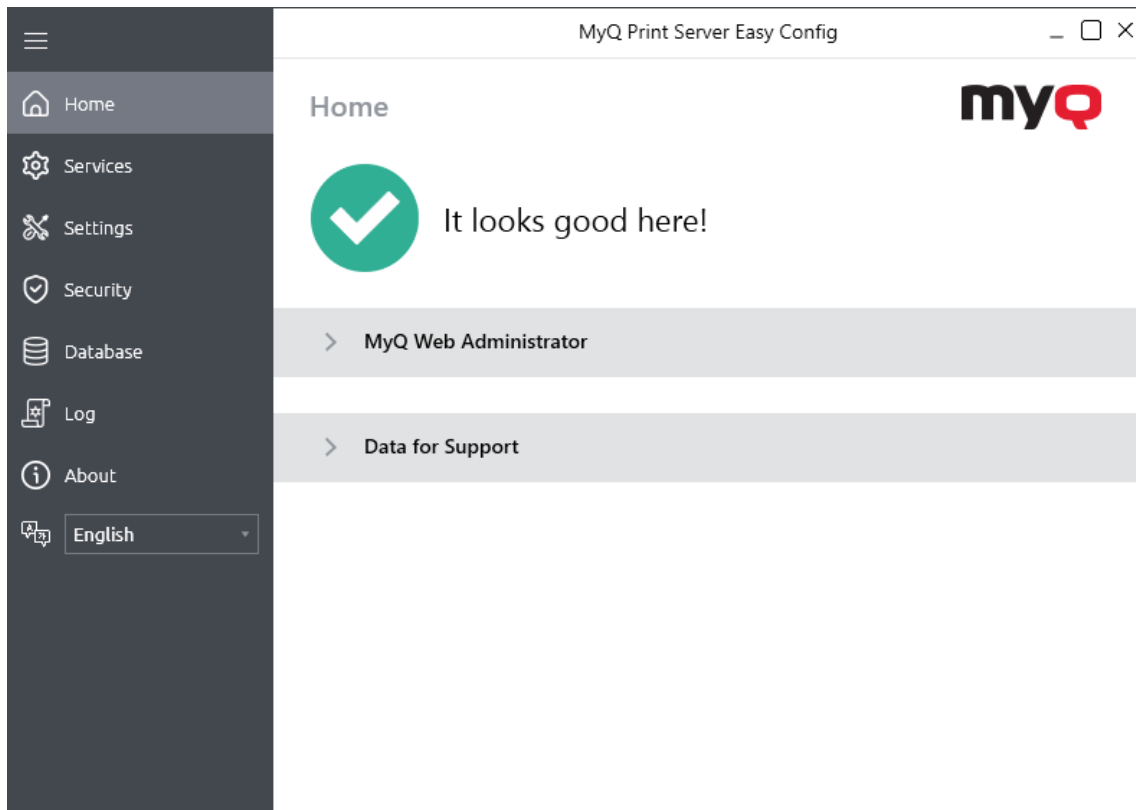 MyQ Print Server Easy Config
Home
Services
Settings
Security
Database
Log
About
English
Home
myQ
It looks good here!
MyQ Web Administrator
Data for Support